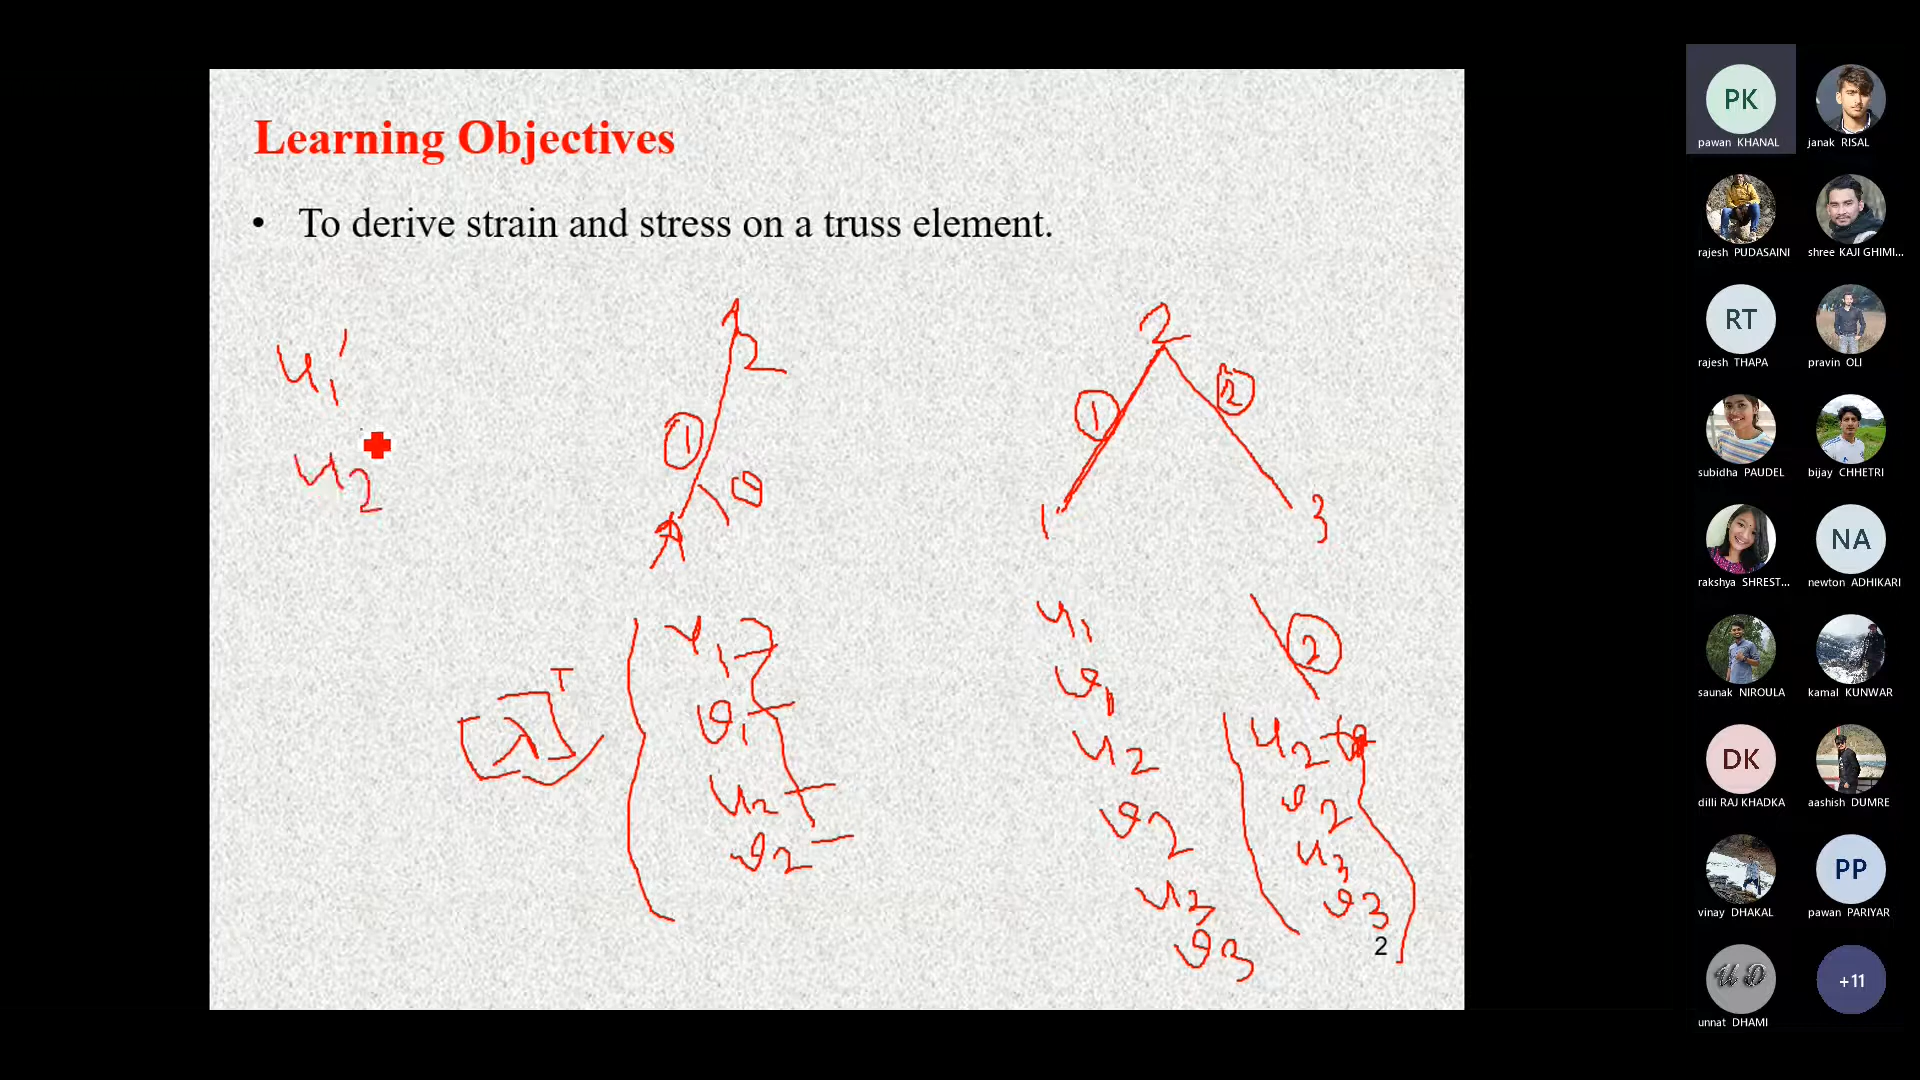 Learning Objectives
• To derive strain and stress on a truss element.
u₁'
u₂
2
1
θ
2
1
2
1
3
[λ]ᵀ
u₁
v₁
u₂
v₂
u₁
v₁
u₂
v₂
u₃
v₃
2
u₂
v₂
u₃
v₃
2
PK
pawan KHANAL
janak RISAL
rajesh PUDASAINI
shree KAJI GHIMI...
RT
rajesh THAPA
pravin OLI
subidha PAUDEL
bijay CHHETRI
rakshya SHREST...
NA
newton ADHIKARI
saunak NIROULA
kamal KUNWAR
DK
dilli RAJ KHADKA
aashish DUMRE
vinay DHAKAL
PP
pawan PARIYAR
UD
unnat DHAMI
+11